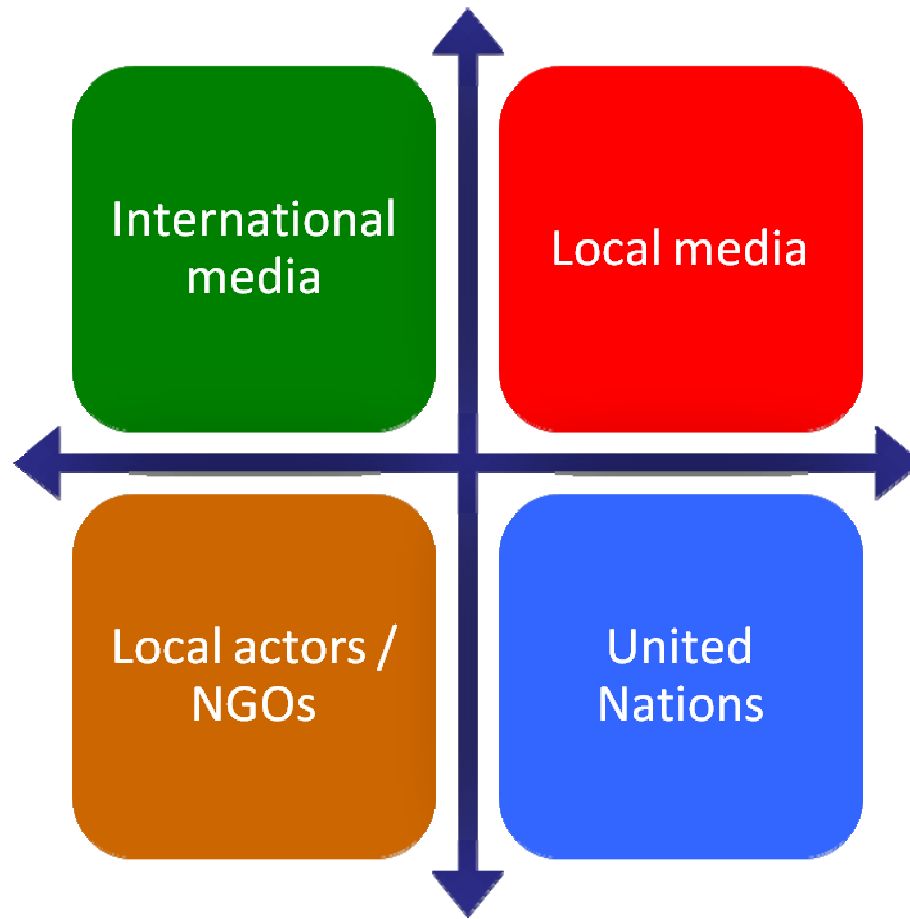 International
media
Local media
Local actors /
NGOs
United
Nations